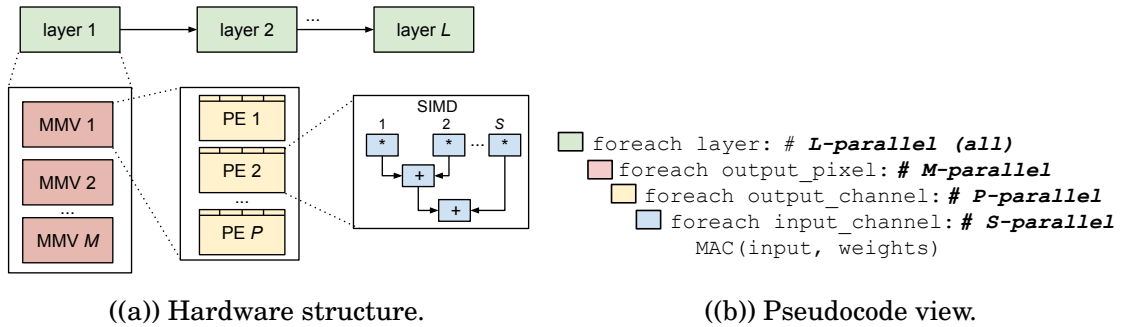 layer 1
layer 2
...
layer L
MMV 1
MMV 2
...
MMV M
PE 1
PE 2
...
PE P
SIMD
1 2 S
* * ... *
+
+
foreach layer: # L-parallel (all)
foreach output_pixel: # M-parallel
foreach output_channel: # P-parallel
foreach input_channel: # S-parallel
MAC(input, weights)
((a)) Hardware structure.
((b)) Pseudocode view.